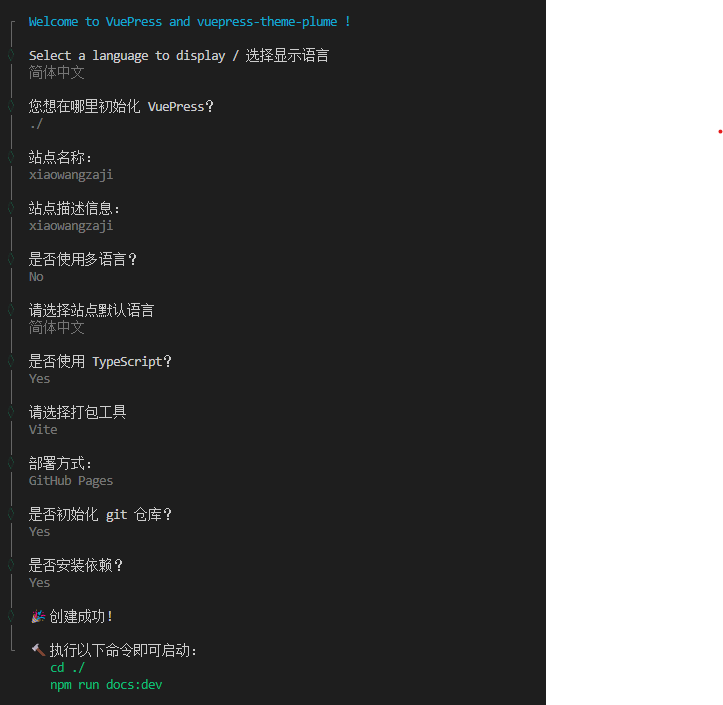 Welcome to VuePress and vuepress-theme-plume !
Select a language to display / 选择显示语言
简体中文
您想在哪里初始化 VuePress？
./
站点名称：
xiaowangzaji
站点描述信息：
xiaowangzaji
是否使用多语言？
No
请选择站点默认语言
简体中文
是否使用 TypeScript？
Yes
请选择打包工具
Vite
部署方式：
GitHub Pages
是否初始化 git 仓库？
Yes
是否安装依赖？
Yes
🎉 创建成功！
🔨 执行以下命令即可启动：
cd ./
npm run docs:dev